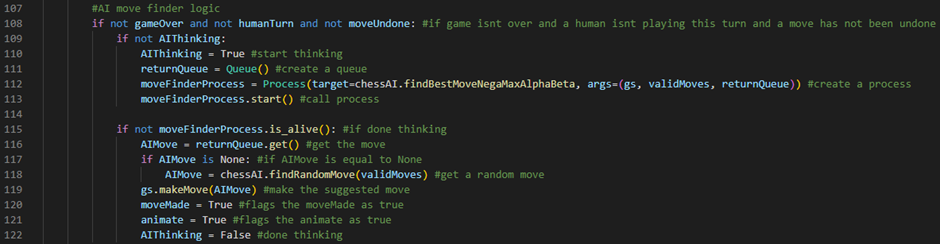 107 #AI move finder logic
108 if not gameOver and not humanTurn and not moveUndone: #if game isnt over and a human isnt playing this turn and a move has not been undone
109 if not AIThinking:
110 AIThinking = True #start thinking
111 returnQueue = Queue() #create a queue
112 moveFinderProcess = Process(target=chessAI.findBestMoveNegaMaxAlphaBeta, args=(gs, validMoves, returnQueue)) #create a process
113 moveFinderProcess.start() #call process
114
115 if not moveFinderProcess.is_alive(): #if done thinking
116 AIMove = returnQueue.get() #get the move
117 if AIMove is None: #if AIMove is equal to None
118 AIMove = chessAI.findRandomMove(validMoves) #get a random move
119 gs.makeMove(AIMove) #make the suggested move
120 moveMade = True #flags the moveMade as true
121 animate = True #flags the animate as true
122 AIThinking = False #done thinking